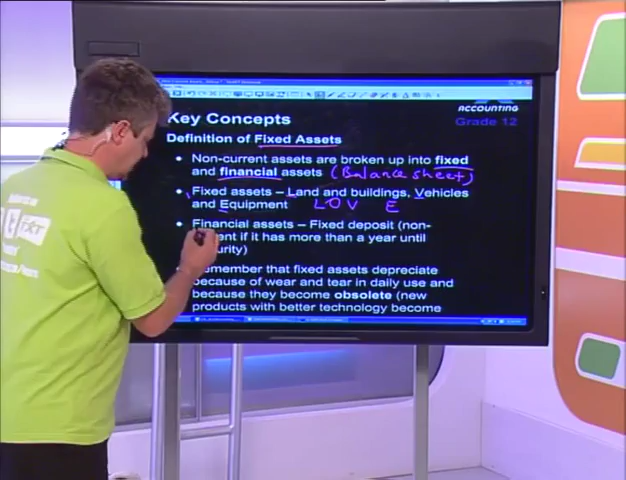 ACCOUNTING
Grade 12
Key Concepts
Definition of Fixed Assets
• Non-current assets are broken up into fixed
and financial assets (Balance sheet)
• Fixed assets – Land and buildings, Vehicles
and Equipment L O V E
• Financial assets – Fixed deposit (non-
ent if it has more than a year until
urity)
emember that fixed assets depreciate
because of wear and tear in daily use and
because they become obsolete (new
products with better technology become